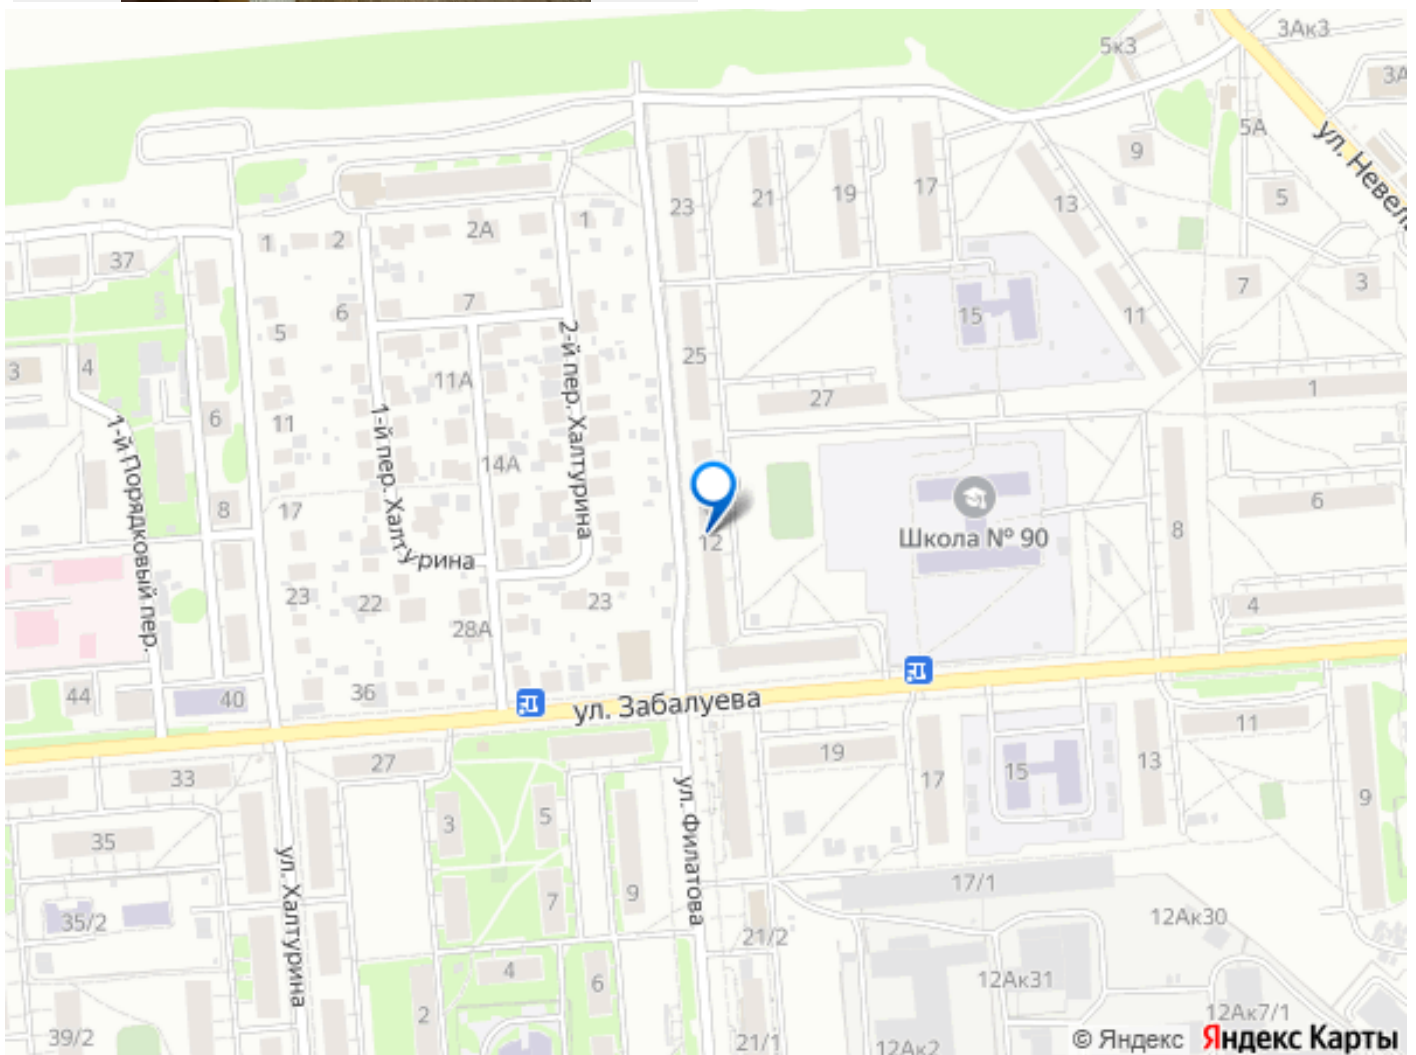 3Ак3
5к3
3А
5А
ул. Невел
9
23
21
19
17
13
5
1
2
2А
1
37
7
3
5
6
7
15
11
2-й пер. Халтурина
3
4
25
11А
27
1
6
11
1-й пер. Халтурина
1-й Порядковый пер.
14А
8
17
Школа № 90
12
8
6
23
22
23
28А
4
44
40
36
ул. Забалуева
11
33
27
19
17
15
13
9
35
3
5
ул. Филатова
ул. Халтурина
7
9
17/1
35/2
12Ак30
21/2
4
6
12Ак31
2
12Ак7/1
39/2
21/1
12Ак2
© Яндекс Яндекс Карты